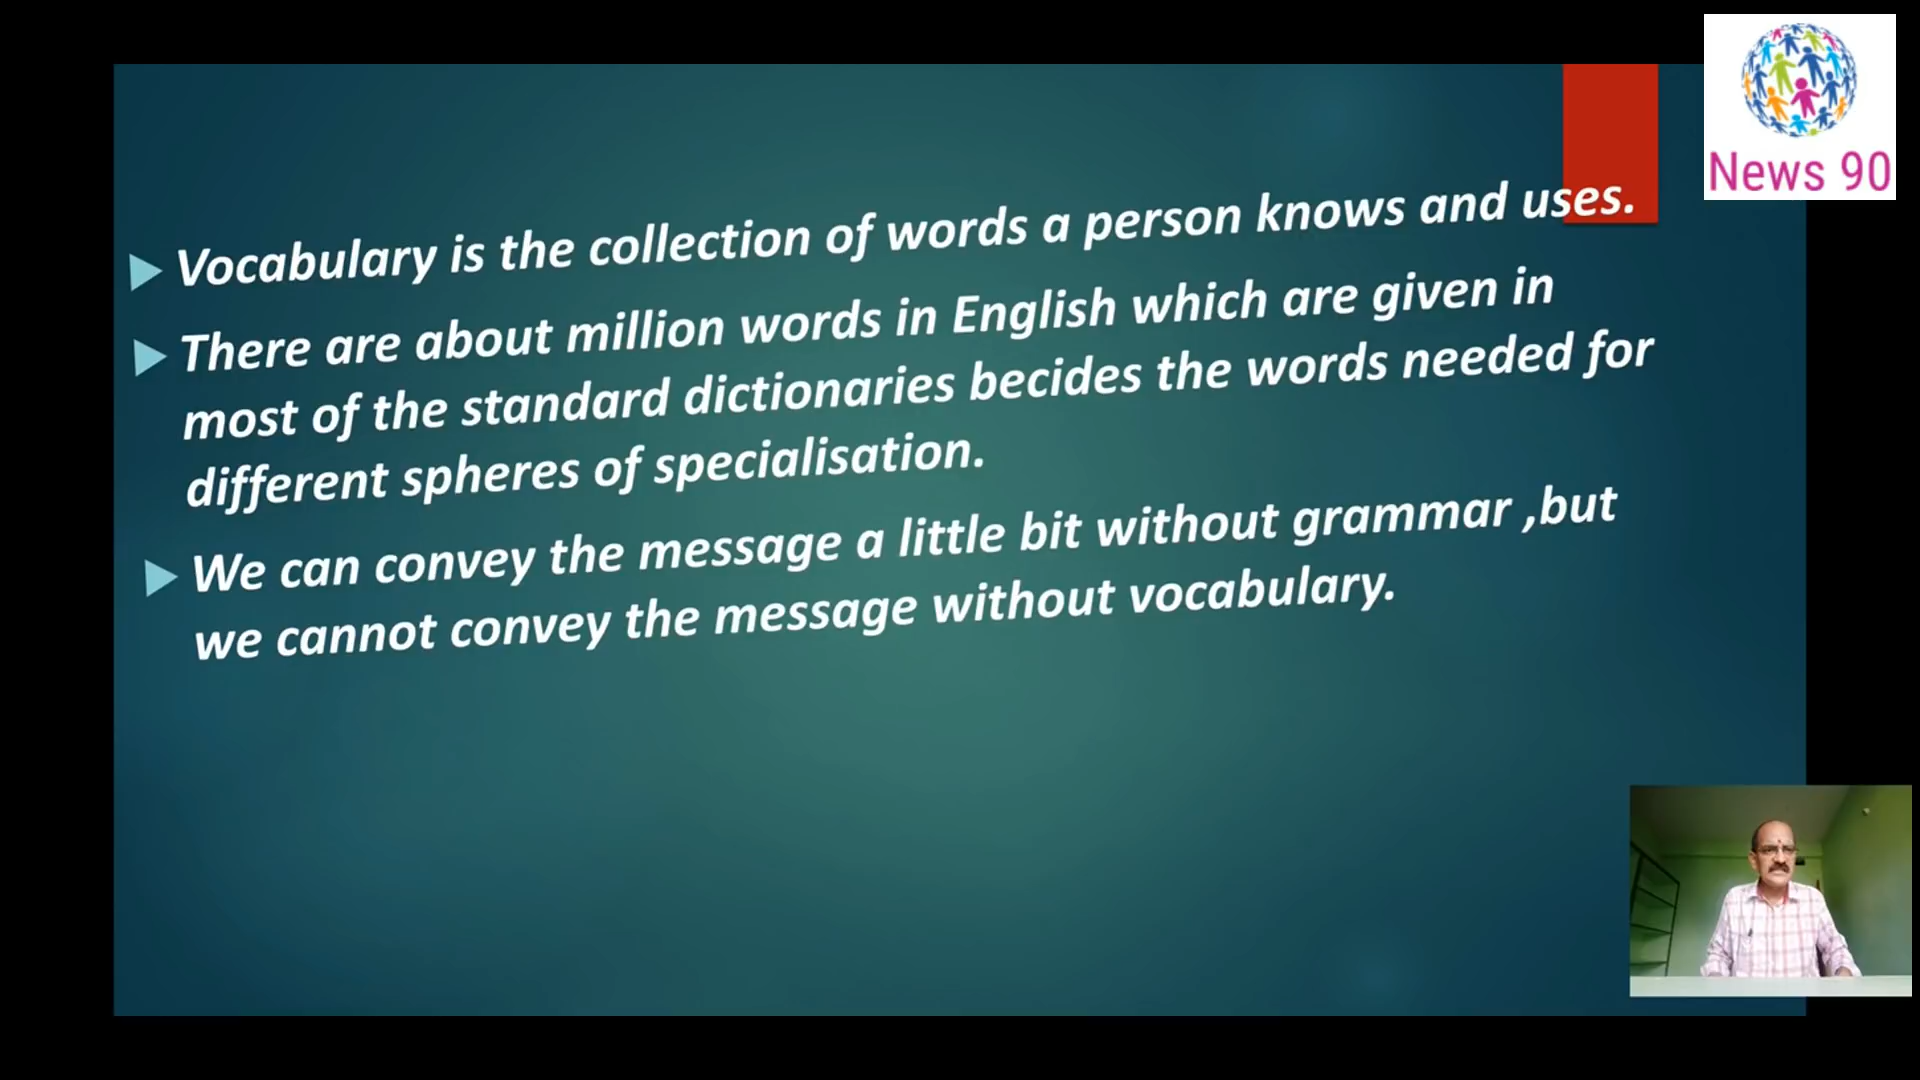 News 90
Vocabulary is the collection of words a person knows and uses.
There are about million words in English which are given in
most of the standard dictionaries becides the words needed for
different spheres of specialisation.
We can convey the message a little bit without grammar ,but
we cannot convey the message without vocabulary.